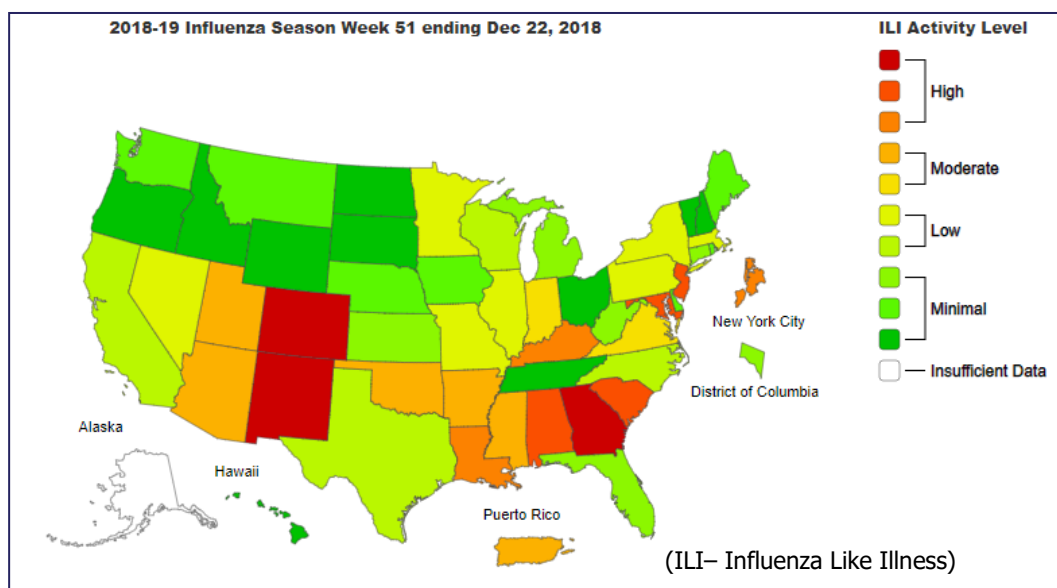 2018-19 Influenza Season Week 51 ending Dec 22, 2018
ILI Activity Level
High
Moderate
Low
Minimal
Insufficient Data
New York City
District of Columbia
Alaska
Hawaii
Puerto Rico
(ILI– Influenza Like Illness)